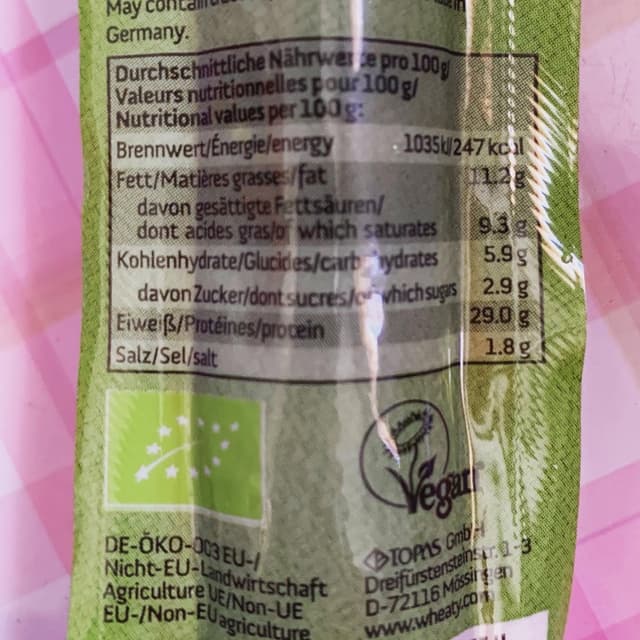 May
Germany.
Durchschnittliche Nährwerte pro 100 g/
Valeurs nutritionnelles pour 100 g/
Nutritional values per 100 g:
Brennwert/Énergie/energy 1035 kJ/247 kcal
Fett/Matières grasses/fat 11.2 g
davon gesättigte Fettsäuren/
dont acides gras/of which saturates 9.3 g
Kohlenhydrate/Glucides/carbohydrates 5.9 g
davon Zucker/dont sucres/of which sugars 2.9 g
Eiweiß/Protéines/protein 29.0 g
Salz/Sel/salt 1.8 g
Vegan
DE-ÖKO-003 EU-/
Nicht-EU-Landwirtschaft
Agriculture UE/Non-UE
EU-/Non-EU agriculture
TOPAS GmbH
Dreifürstensteinstr. 1-3
D-72116 Mössingen
www.wheaty.com